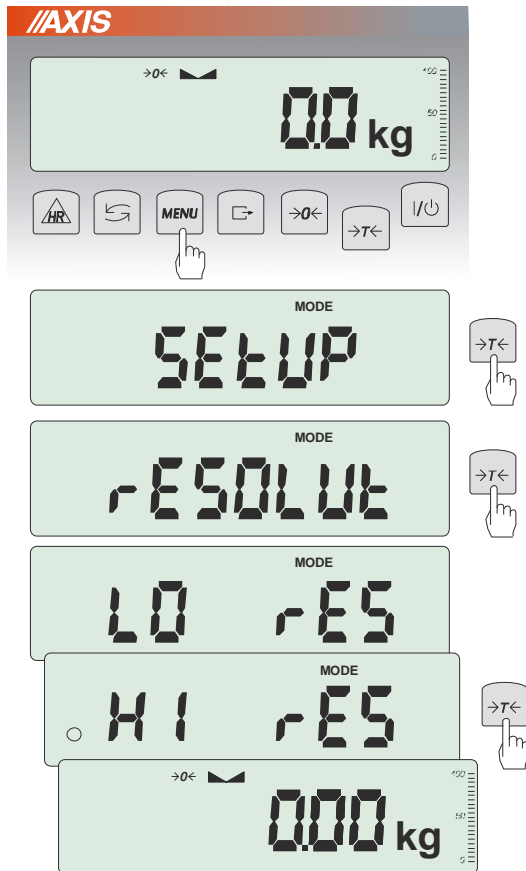 //AXIS
→0← 100
50
0.0 kg
0
HR MENU →0← →T← I/⏻
MODE
SEtUP →T←
MODE
rESOLUt →T←
MODE
LO rES
MODE
HI rES →T←
→0← 100
50
0.00 kg
0